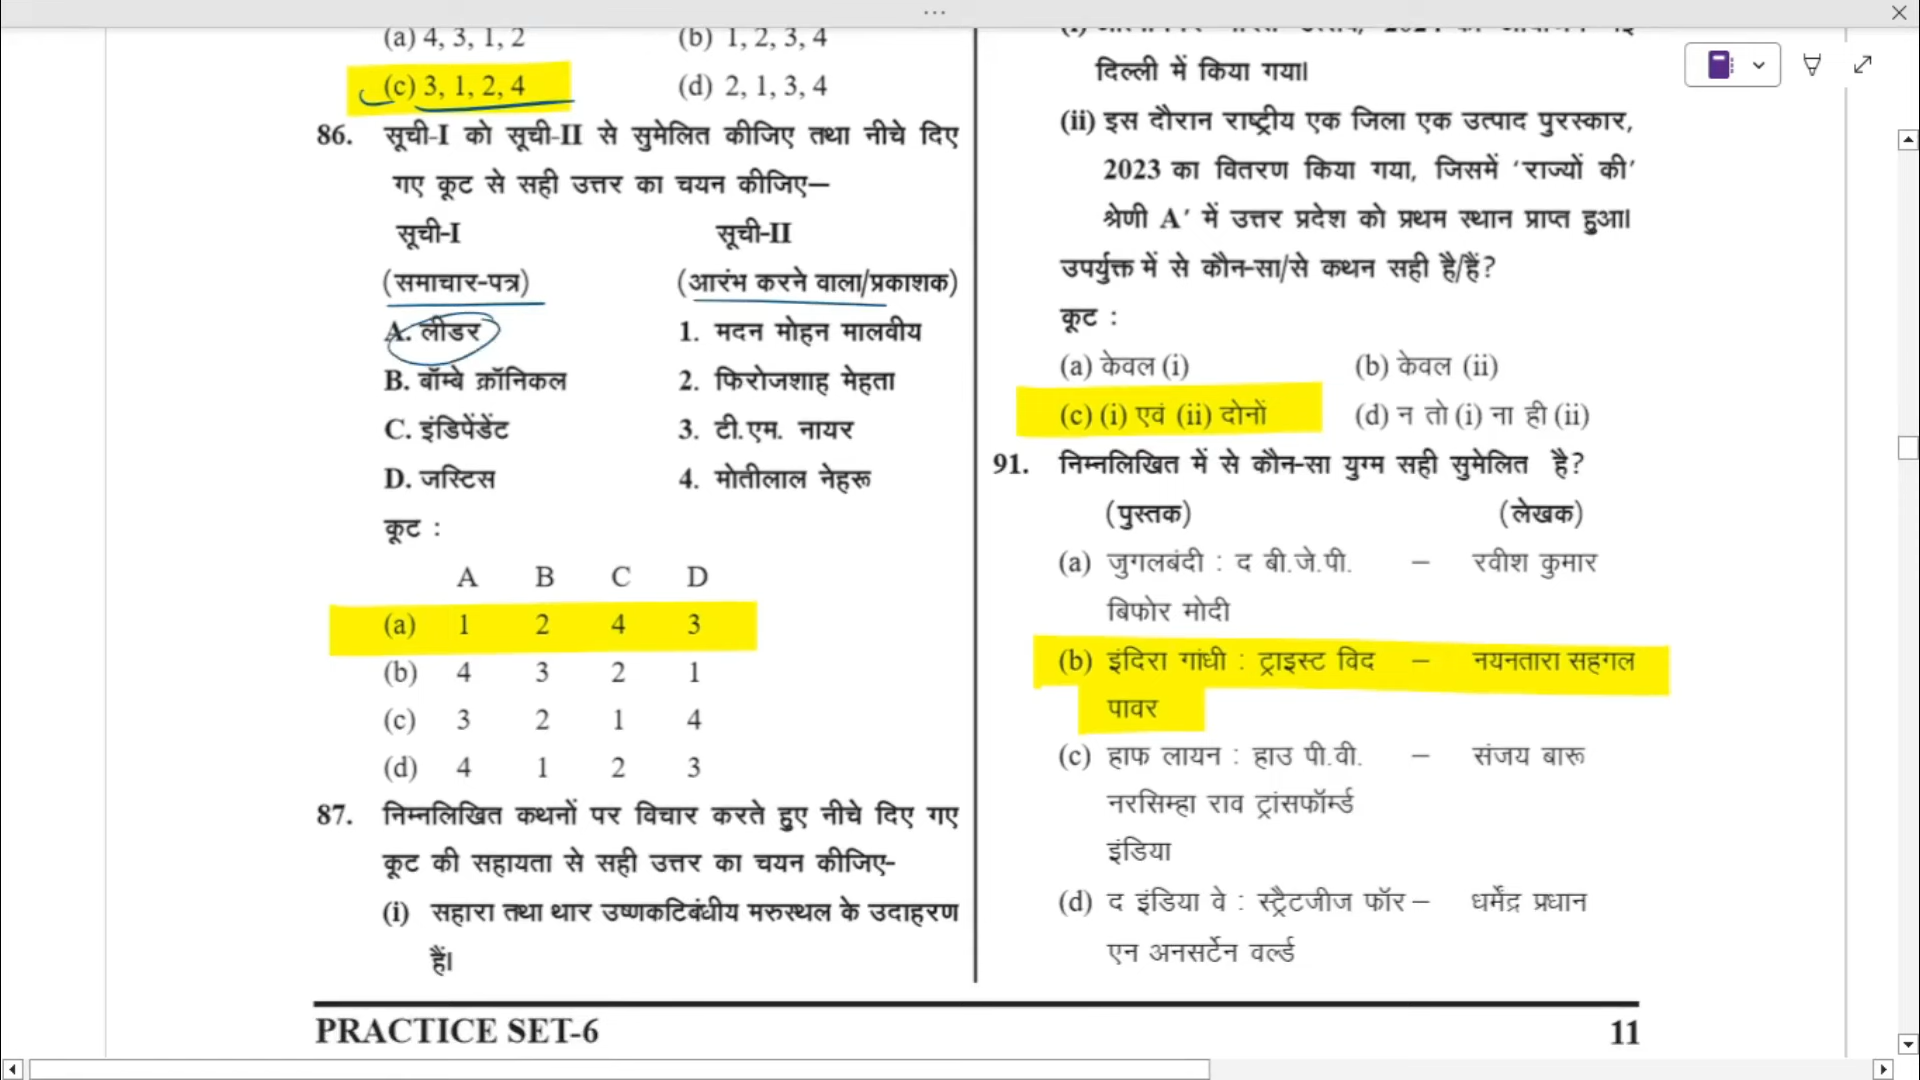 (a) 4, 3, 1, 2 (b) 1, 2, 3, 4
(c) 3, 1, 2, 4 (d) 2, 1, 3, 4
86. सूची-I को सूची-II से सुमेलित कीजिए तथा नीचे दिए
गए कूट से सही उत्तर का चयन कीजिए—
सूची-I सूची-II
(समाचार-पत्र) (आरंभ करने वाला/प्रकाशक)
A. लीडर 1. मदन मोहन मालवीय
B. बॉम्बे क्रॉनिकल 2. फिरोजशाह मेहता
C. इंडिपेंडेंट 3. टी.एम. नायर
D. जस्टिस 4. मोतीलाल नेहरू
कूट :
A B C D
(a) 1 2 4 3
(b) 4 3 2 1
(c) 3 2 1 4
(d) 4 1 2 3
87. निम्नलिखित कथनों पर विचार करते हुए नीचे दिए गए
कूट की सहायता से सही उत्तर का चयन कीजिए-
(i) सहारा तथा थार उष्णकटिबंधीय मरुस्थल के उदाहरण
हैं।
दिल्ली में किया गया।
(ii) इस दौरान राष्ट्रीय एक जिला एक उत्पाद पुरस्कार,
2023 का वितरण किया गया, जिसमें ‘राज्यों की’
श्रेणी A’ में उत्तर प्रदेश को प्रथम स्थान प्राप्त हुआ।
उपर्युक्त में से कौन-सा/से कथन सही है/हैं?
कूट :
(a) केवल (i) (b) केवल (ii)
(c) (i) एवं (ii) दोनों (d) न तो (i) ना ही (ii)
91. निम्नलिखित में से कौन-सा युग्म सही सुमेलित है?
(पुस्तक) (लेखक)
(a) जुगलबंदी : द बी.जे.पी. – रवीश कुमार
बिफोर मोदी
(b) इंदिरा गांधी : ट्राइस्ट विद – नयनतारा सहगल
पावर
(c) हाफ लायन : हाउ पी.वी. – संजय बारू
नरसिम्हा राव ट्रांसफॉर्म्ड
इंडिया
(d) द इंडिया वे : स्ट्रैटजीज फॉर – धर्मेंद्र प्रधान
एन अनसर्टेन वर्ल्ड
PRACTICE SET-6 11